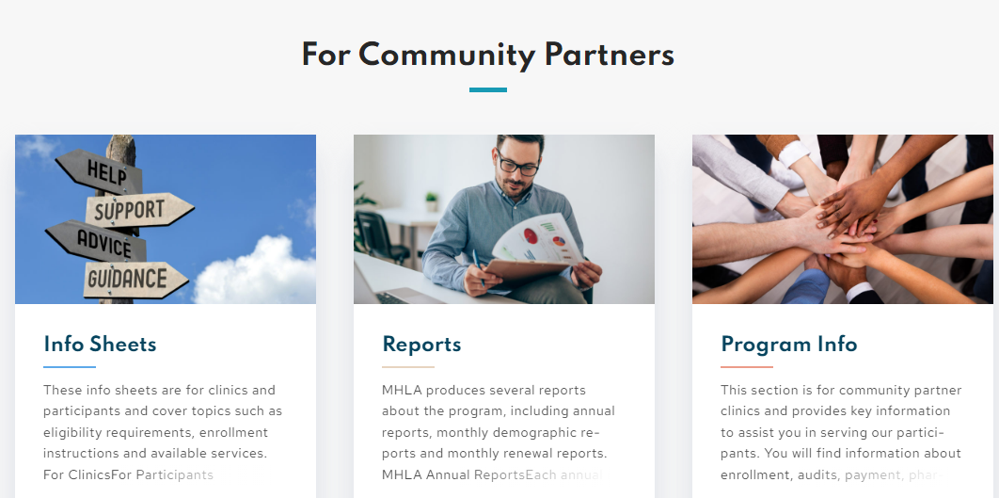 For Community Partners
HELP
SUPPORT
ADVICE
GUIDANCE
Info Sheets
These info sheets are for clinics and
participants and cover topics such as
eligibility requirements, enrollment
instructions and available services.
For ClinicsFor Participants
Reports
MHLA produces several reports
about the program, including annual
reports, monthly demographic re-
ports and monthly renewal reports.
MHLA Annual ReportsEach annual
Program Info
This section is for community partner
clinics and provides key information
to assist you in serving our partici-
pants. You will find information about
enrollment, audits, payment,